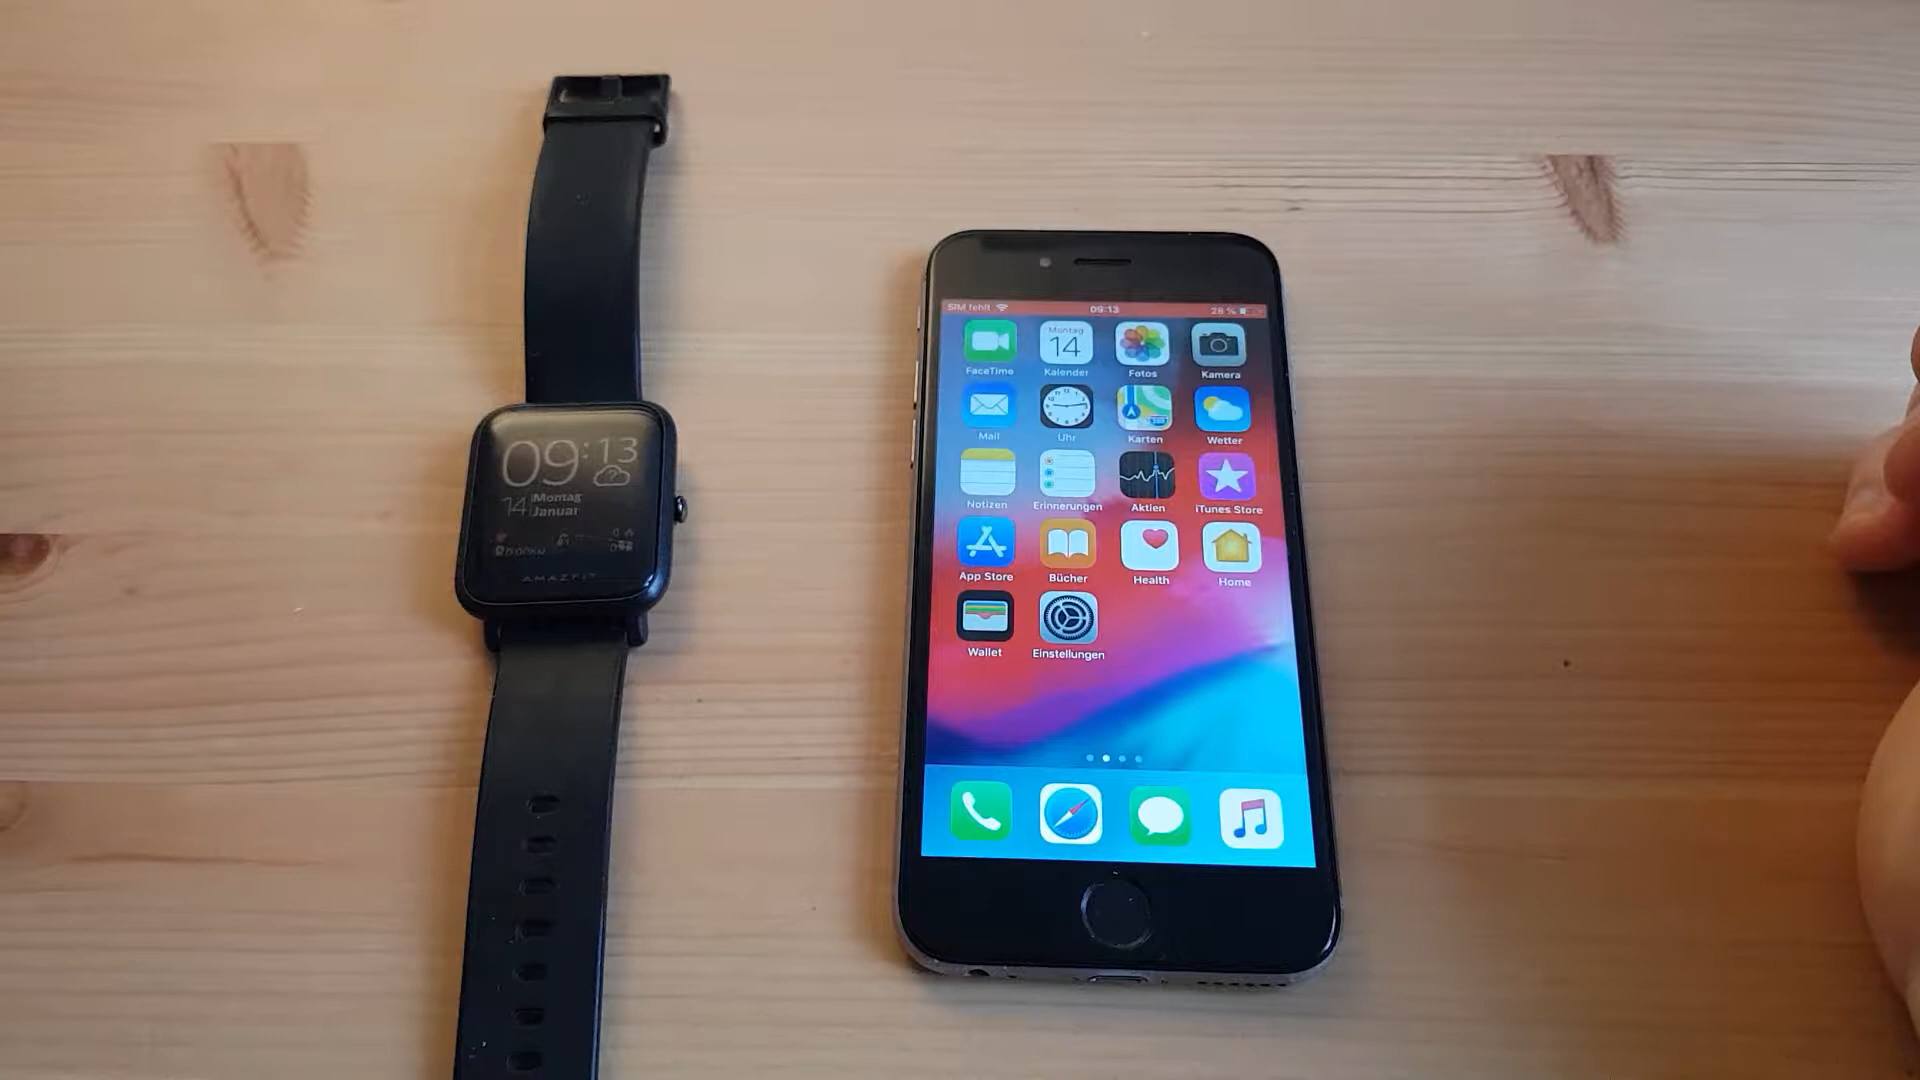 09:13
14 Montag
Januar
AMAZFIT
SIM fehlt 09:13 28 %
Montag
14
FaceTime Kalender Fotos Kamera
Mail Uhr Karten Wetter
Notizen Erinnerungen Aktien iTunes Store
App Store Bücher Health Home
Wallet Einstellungen